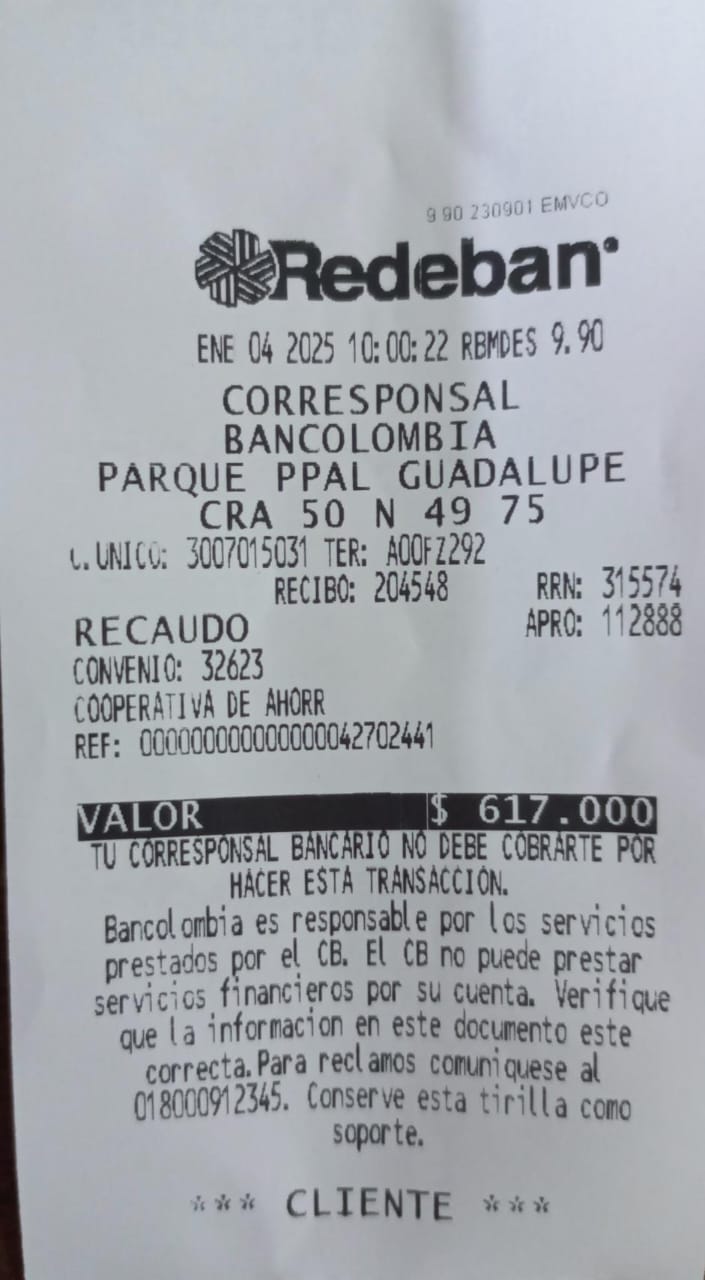 9 90 230901 EMVCO
Redeban
ENE 04 2025 10:00:22 RBMDES 9.90
CORRESPONSAL
BANCOLOMBIA
PARQUE PPAL GUADALUPE
CRA 50 N 49 75
C. UNICO: 3007015031 TER: A00FZ292
RECIBO: 204548 RRN: 315574
RECAUDO APRO: 112888
CONVENIO: 32623
COOPERATIVA DE AHORR
REF: 000000000000000042702441
VALOR $ 617.000
TU CORRESPONSAL BANCARIO NO DEBE COBRARTE POR
HACER ESTA TRANSACCIÓN.
Bancolombia es responsable por los servicios
prestados por el CB. El CB no puede prestar
servicios financieros por su cuenta. Verifique
que la informacion en este documento este
correcta. Para reclamos comuniquese al
018000912345. Conserve esta tirilla como
soporte.
*** CLIENTE ***